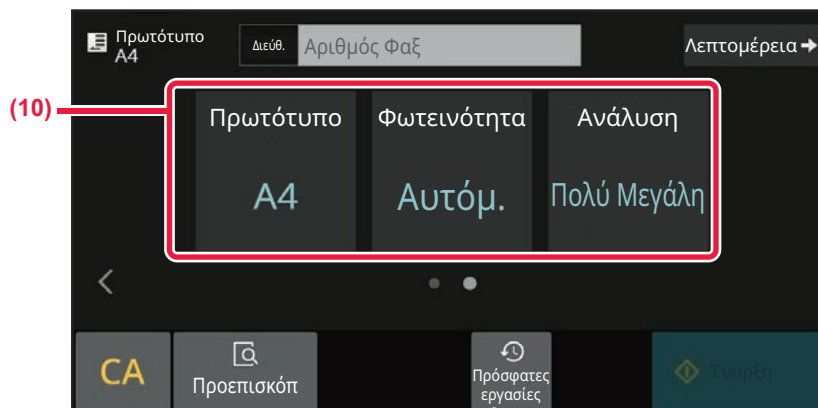 Πρωτότυπο
A4
Διεύθ.
Αριθμός Φαξ
Λεπτομέρεια
(10)
Πρωτότυπο
Φωτεινότητα
Ανάλυση
A4
Αυτόμ.
Πολύ Μεγάλη
CA
Προεπισκόπ
Πρόσφατες
εργασίες
Έναρξη